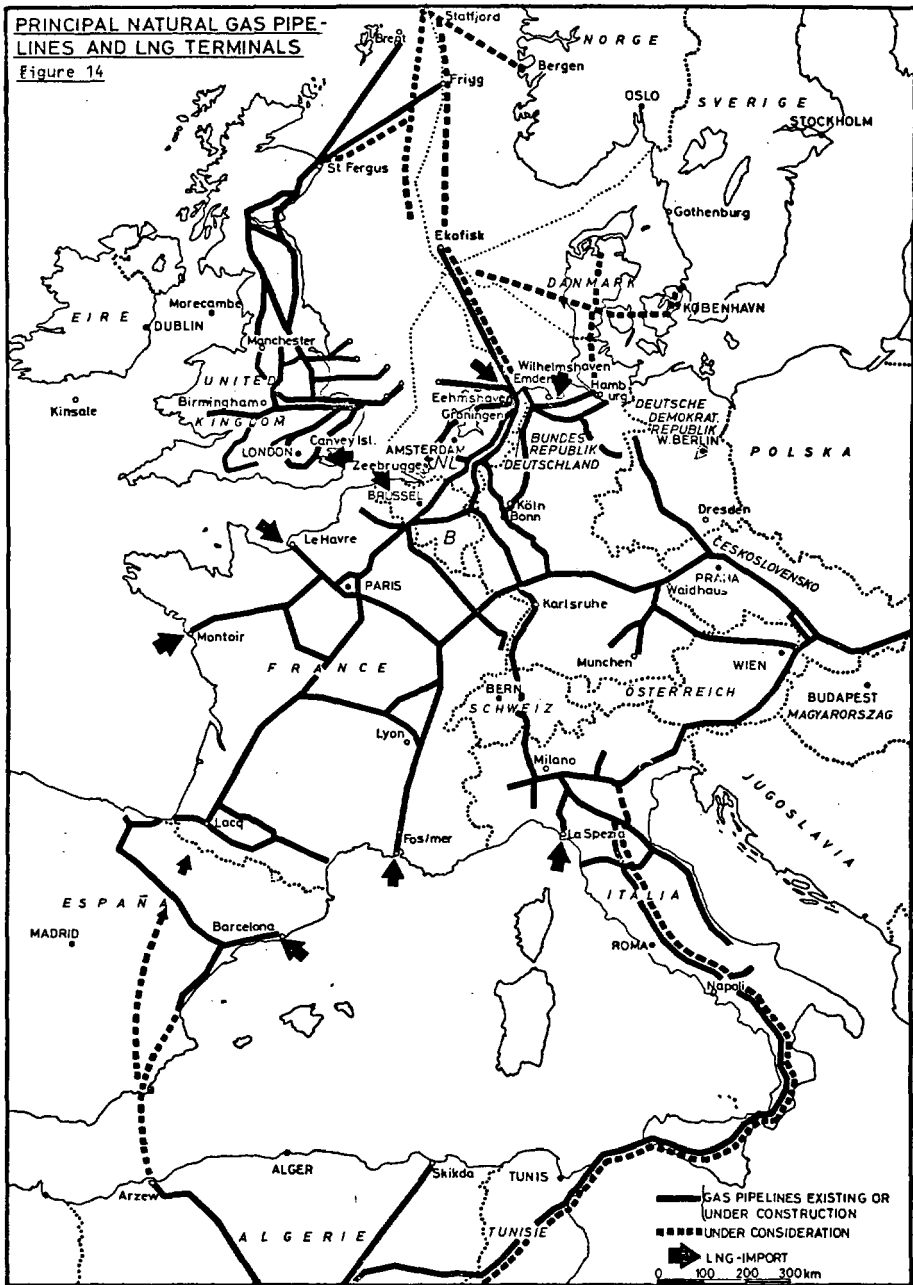 PRINCIPAL NATURAL GAS PIPE-
LINES AND LNG TERMINALS
Figure 14
Statfjord
Brent
NORGE
Bergen
Frigg
OSLO
SVERIGE
STOCKHOLM
St Fergus
Gothenburg
Ekofisk
DANMARK
KØBENHAVN
Morecambe
EIRE
DUBLIN
Manchester
UNITED
KINGDOM
Birmingham
Kinsale
LONDON
Canvey Isl.
Wilhelmshaven
Emden
Hamb
urg
Eemshaven
Groningen
AMSTERDAM
NL
Zeebrugge
BRÜSSEL
BUNDES
REPUBLIK
DEUTSCHLAND
DEUTSCHE
DEMOKRAT.
REPUBLIK
W.BERLIN
POLSKA
Köln
Bonn
B
Dresden
ČESKOSLOVENSKO
PRAHA
Waidhaus
Le Havre
PARIS
Karlsruhe
Montoir
FRANCE
Munchen
WIEN
BERN
SCHWEIZ
ÖSTERREICH
BUDAPEST
MAGYARORSZAG
Lyon
Milano
JUGOSLAVIA
Lacq
Fos/mer
La Spezia
ITALIA
ESPAÑA
MADRID
Barcelona
ROMA
Napoli
ALGER
Skikda
TUNIS
Arzew
ALGERIE
TUNISIE
GAS PIPELINES EXISTING OR
UNDER CONSTRUCTION
UNDER CONSIDERATION
LNG-IMPORT
0 100 200 300km